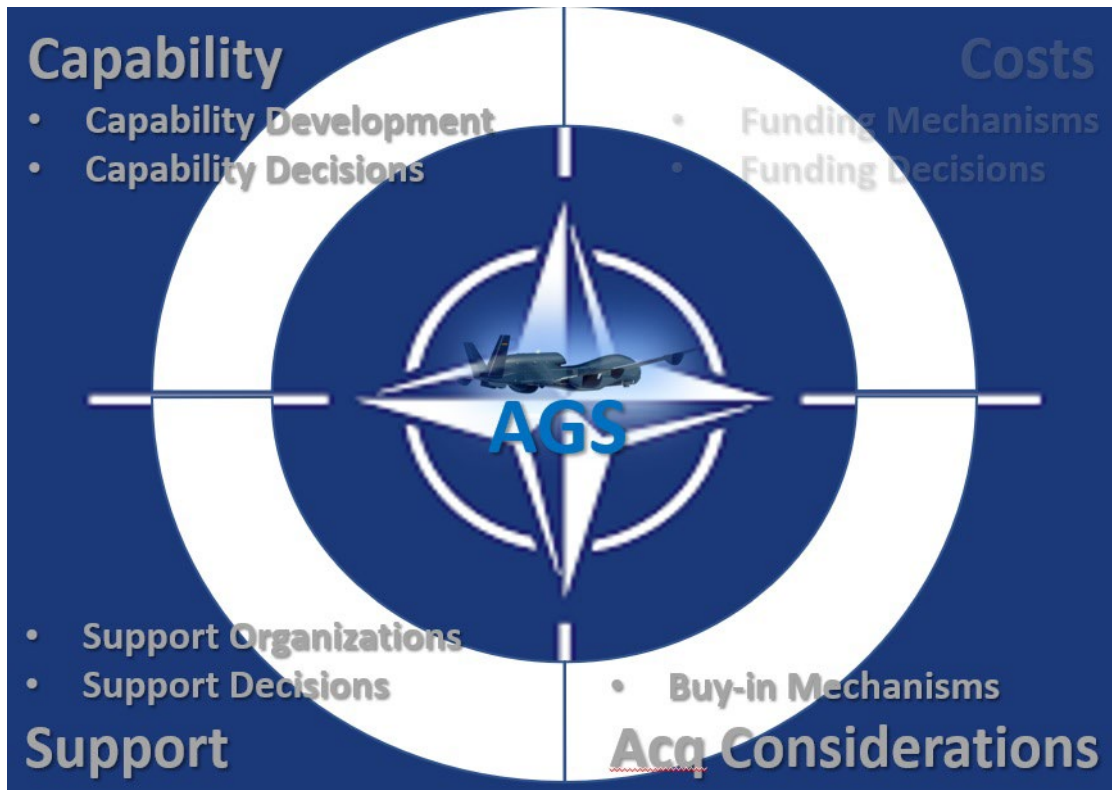 Capability
• Capability Development
• Capability Decisions
Costs
• Funding Mechanisms
• Funding Decisions
AGS
• Support Organizations
• Support Decisions
Support
• Buy-in Mechanisms
Acq Considerations